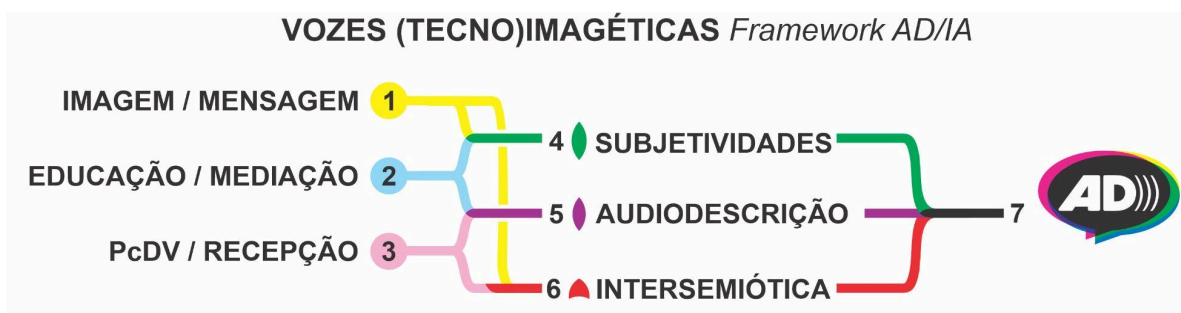 VOZES (TECNO)IMAGÉTICAS Framework AD/IA
IMAGEM / MENSAGEM 1
EDUCAÇÃO / MEDIAÇÃO 2
PcDV / RECEPÇÃO 3
4 SUBJETIVIDADES
5 AUDIODESCRIÇÃO
6 INTERSEMIÓTICA
7 AD)))